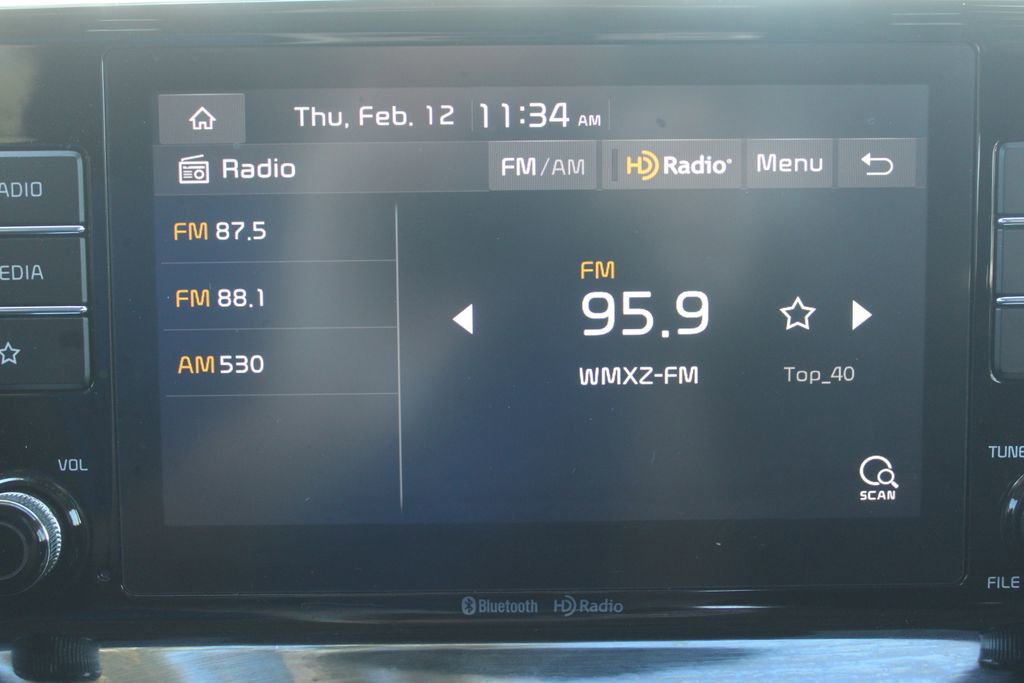 Thu, Feb. 12 11:34 AM
Radio FM/AM HD Radio® Menu
ADIO
EDIA
FM 87.5
FM 88.1
AM 530
FM
95.9
WMXZ-FM Top_40
SCAN
VOL
TUNE
FILE
Bluetooth HD Radio